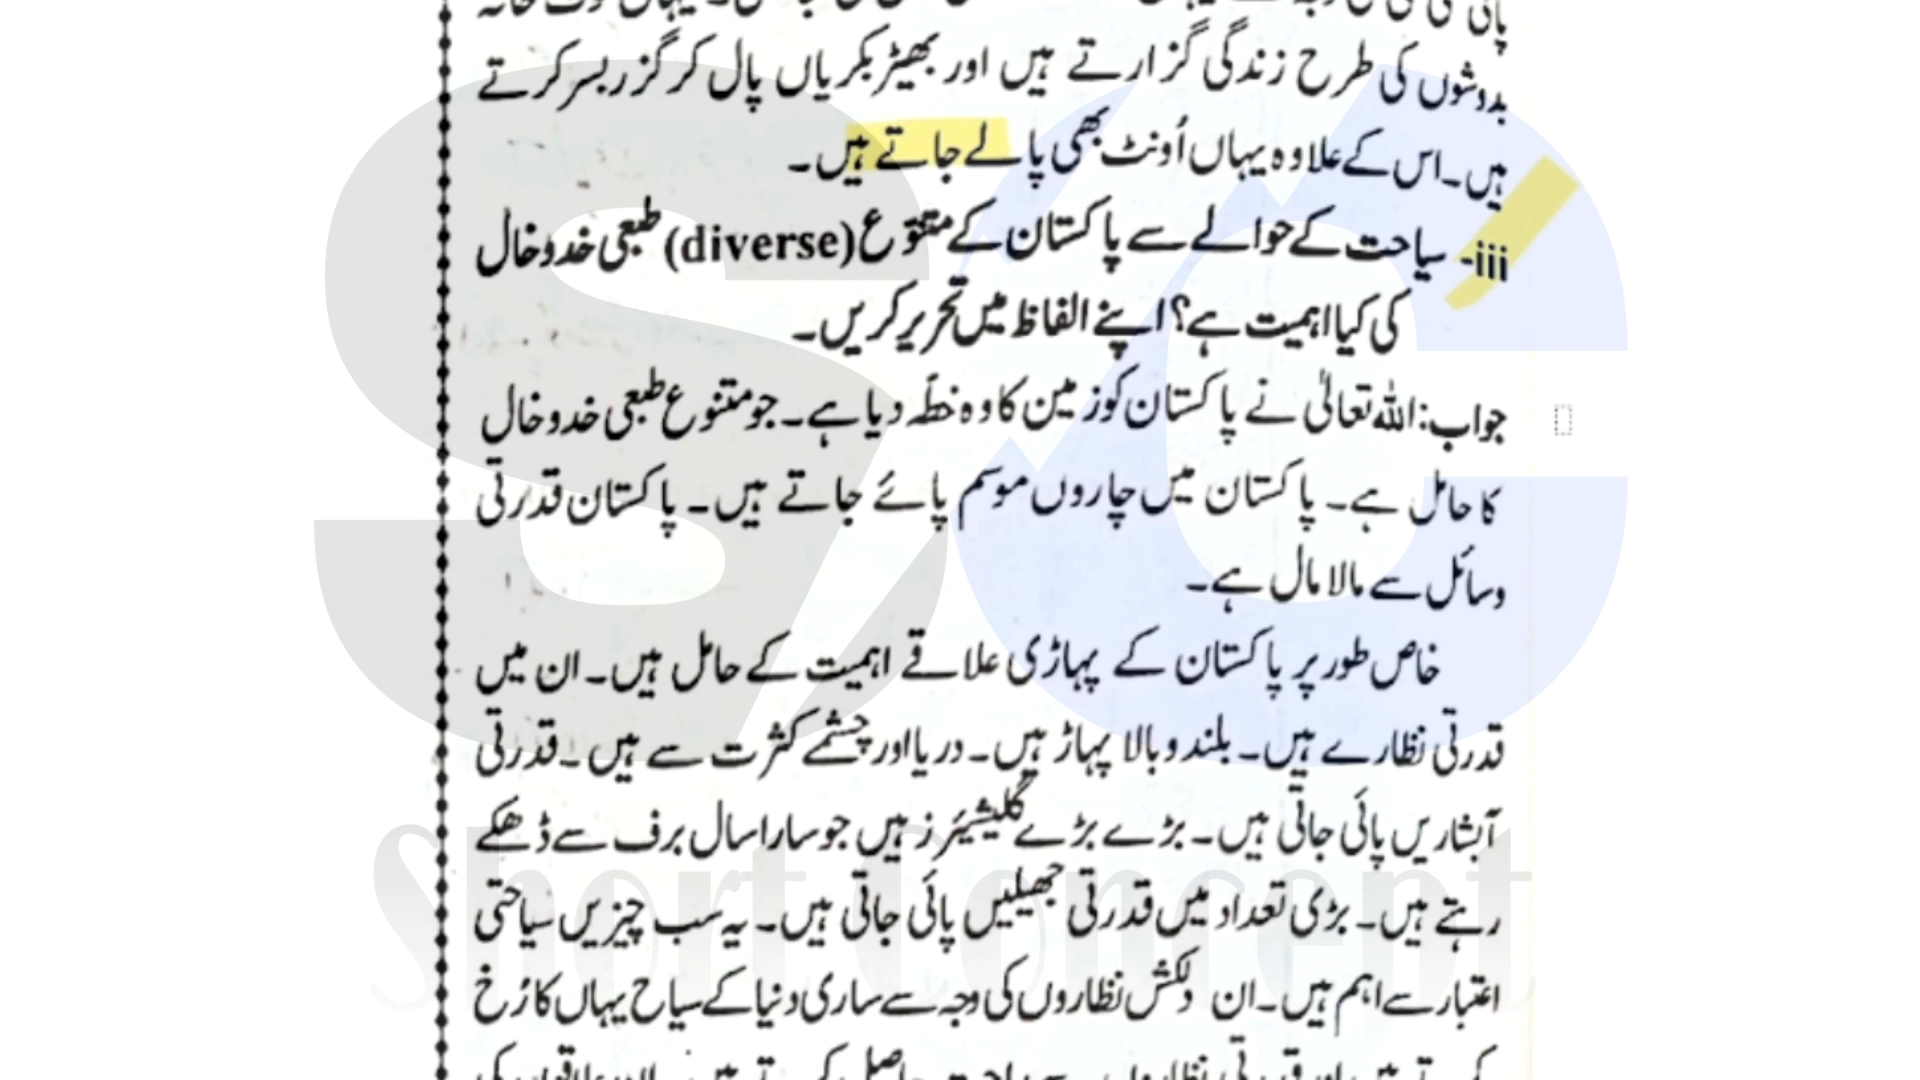 بدوشوں کی طرح زندگی گزارتے ہیں اور بھیڑ بکریاں پال کر گزر بسر کرتے
ہیں۔ اس کے علاوہ یہاں اُونٹ بھی پالے جاتے ہیں۔
iii- سیاحت کے حوالے سے پاکستان کے متنوّع (diverse) طبعی خدوخال
کی کیا اہمیت ہے؟ اپنے الفاظ میں تحریر کریں۔
جواب: اللہ تعالیٰ نے پاکستان کو زمین کا وہ خطّہ دیا ہے۔ جو متنوع طبعی خدوخال
کا حامل ہے۔ پاکستان میں چاروں موسم پائے جاتے ہیں۔ پاکستان قدرتی
وسائل سے مالا مال ہے۔
خاص طور پر پاکستان کے پہاڑی علاقے اہمیت کے حامل ہیں۔ ان میں
قدرتی نظارے ہیں۔ بلند و بالا پہاڑ ہیں۔ دریا اور چشمے کثرت سے ہیں۔ قدرتی
آبشاریں پائی جاتی ہیں۔ بڑے بڑے گلیشیئرز ہیں جو سارا سال برف سے ڈھکے
رہتے ہیں۔ بڑی تعداد میں قدرتی جھیلیں پائی جاتی ہیں۔ یہ سب چیزیں سیاحتی
اعتبار سے اہم ہیں۔ ان دلکش نظاروں کی وجہ سے ساری دنیا کے سیاح یہاں کا رُخ
SC
Short Concept